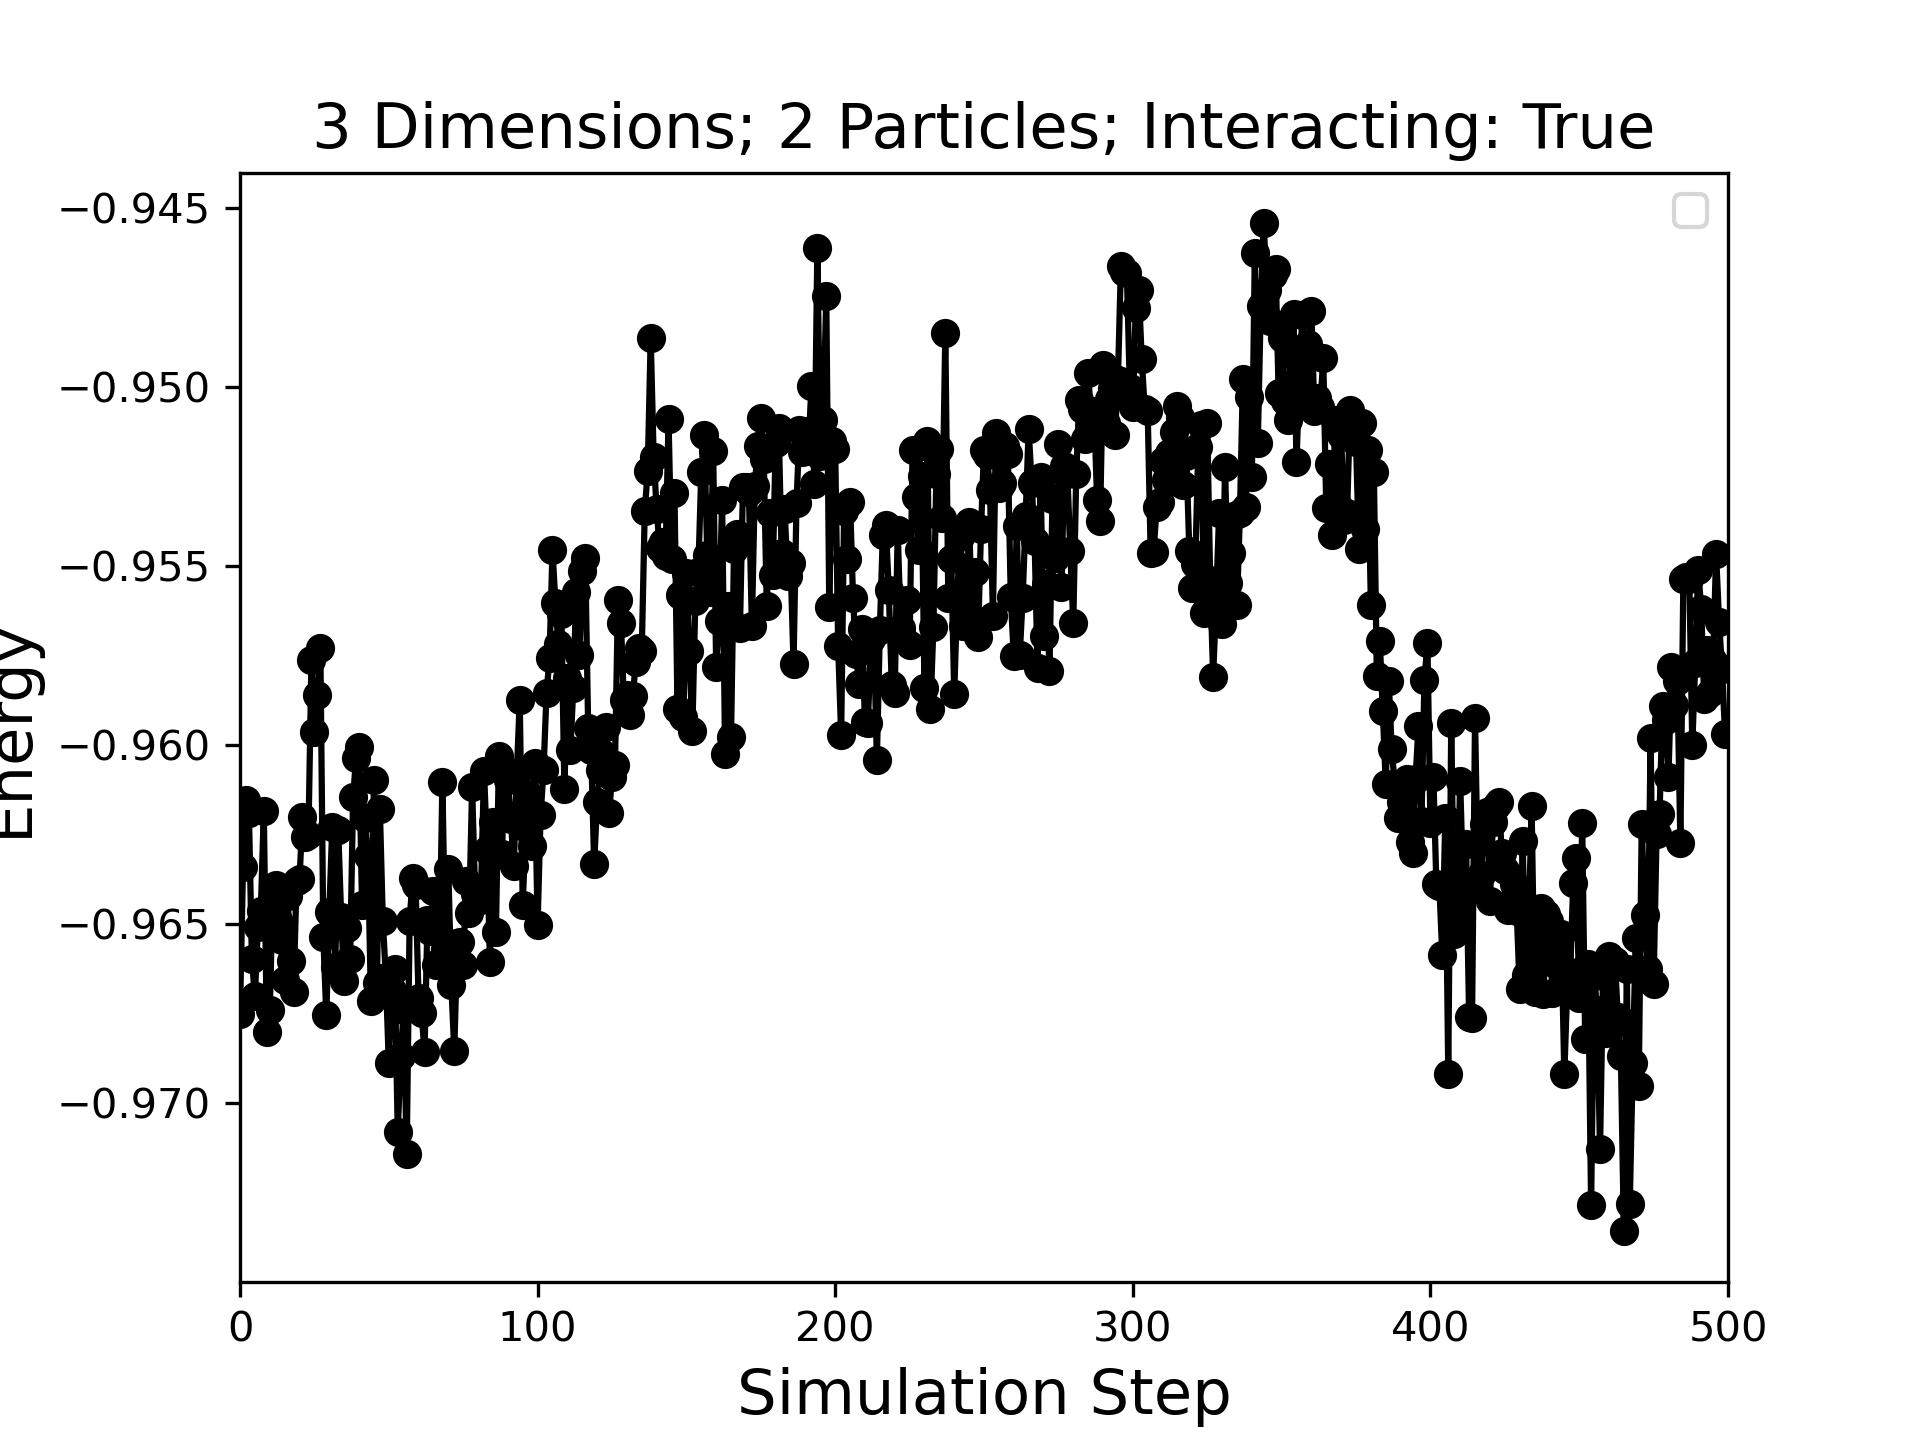 3 Dimensions; 2 Particles; Interacting: True
−0.945
−0.950
−0.955
−0.960
−0.965
−0.970
Energy
0 100 200 300 400 500
Simulation Step